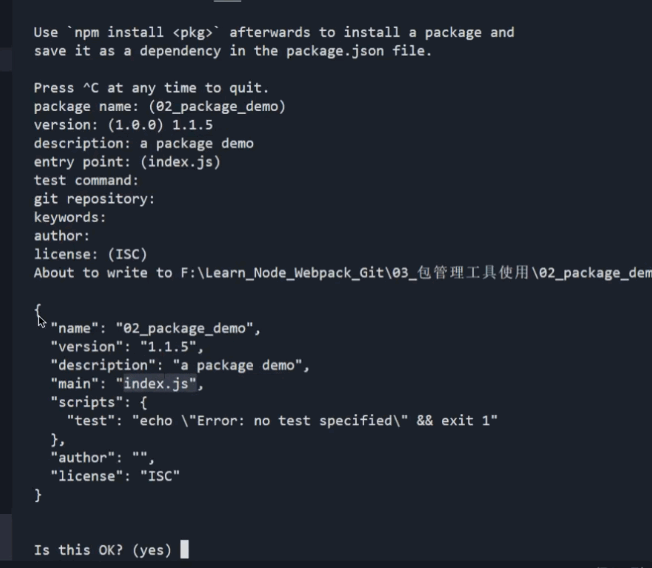 Use `npm install <pkg>` afterwards to install a package and
save it as a dependency in the package.json file.
Press ^C at any time to quit.
package name: (02_package_demo)
version: (1.0.0) 1.1.5
description: a package demo
entry point: (index.js)
test command:
git repository:
keywords:
author:
license: (ISC)
About to write to F:\Learn_Node_Webpack_Git\03_包管理工具使用\02_package_dem
{
  "name": "02_package_demo",
  "version": "1.1.5",
  "description": "a package demo",
  "main": "index.js",
  "scripts": {
    "test": "echo \"Error: no test specified\" && exit 1"
  },
  "author": "",
  "license": "ISC"
}
Is this OK? (yes)